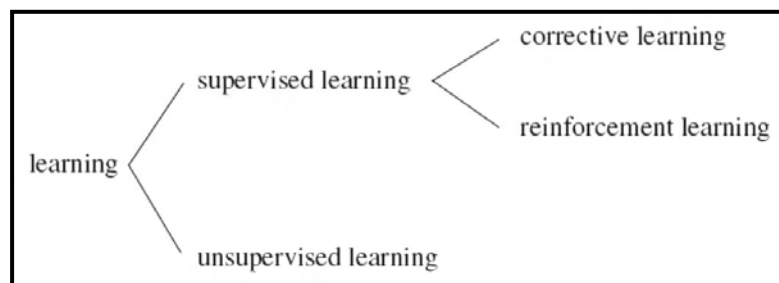 corrective learning
supervised learning
reinforcement learning
learning
unsupervised learning